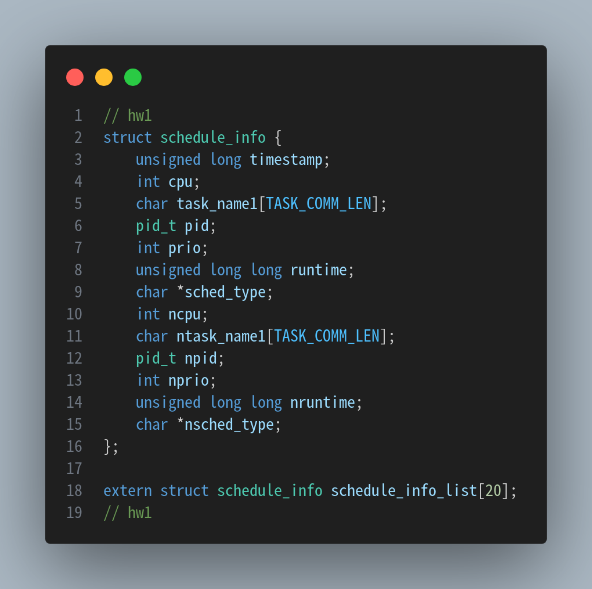 1 // hw1
2 struct schedule_info {
3     unsigned long timestamp;
4     int cpu;
5     char task_name1[TASK_COMM_LEN];
6     pid_t pid;
7     int prio;
8     unsigned long long runtime;
9     char *sched_type;
10     int ncpu;
11     char ntask_name1[TASK_COMM_LEN];
12     pid_t npid;
13     int nprio;
14     unsigned long long nruntime;
15     char *nsched_type;
16 };
17
18 extern struct schedule_info schedule_info_list[20];
19 // hw1